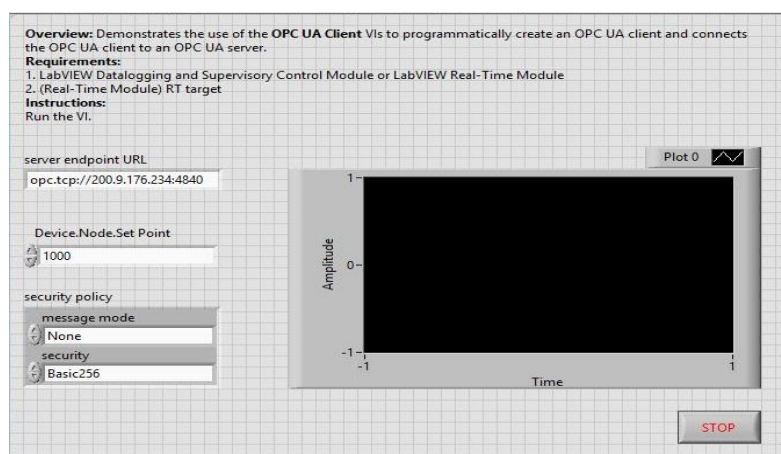 Overview: Demonstrates the use of the OPC UA Client VIs to programmatically create an OPC UA client and connects
the OPC UA client to an OPC UA server.
Requirements:
1. LabVIEW Datalogging and Supervisory Control Module or LabVIEW Real-Time Module
2. (Real-Time Module) RT target
Instructions:
Run the VI.
server endpoint URL
opc.tcp://200.9.176.234:4840
Device.Node.Set Point
1000
security policy
message mode
None
security
Basic256
Plot 0
1
0
-1
Amplitude
-1
1
Time
STOP